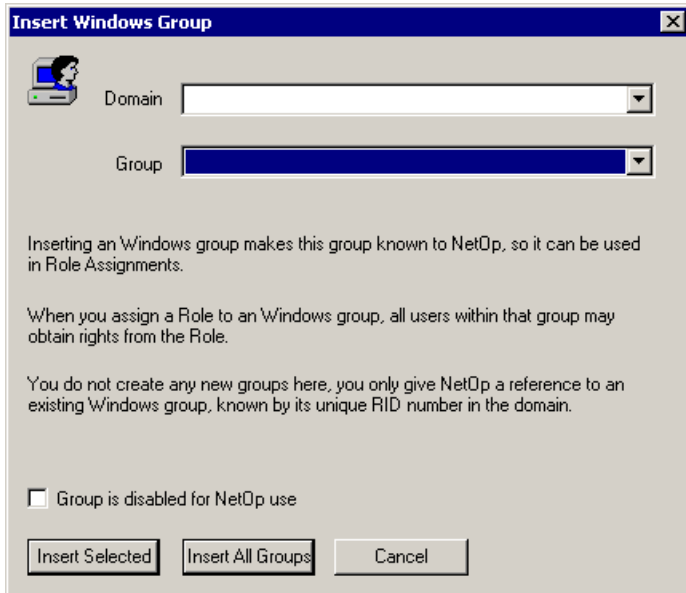 Insert Windows Group
Domain
Group
Inserting an Windows group makes this group known to NetOp, so it can be used
in Role Assignments.
When you assign a Role to an Windows group, all users within that group may
obtain rights from the Role.
You do not create any new groups here, you only give NetOp a reference to an
existing Windows group, known by its unique RID number in the domain.
Group is disabled for NetOp use
Insert Selected
Insert All Groups
Cancel